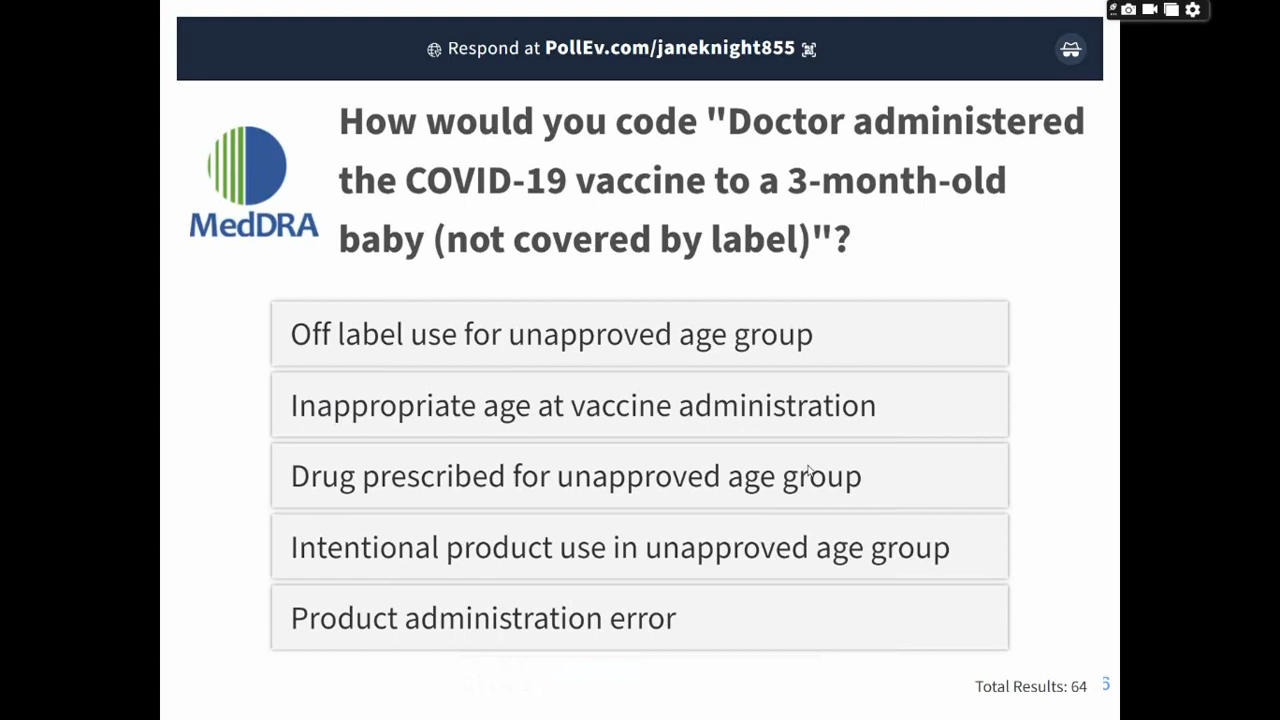 Respond at PollEv.com/janeknight855
MedDRA
How would you code "Doctor administered
the COVID-19 vaccine to a 3-month-old
baby (not covered by label)"?
Off label use for unapproved age group
Inappropriate age at vaccine administration
Drug prescribed for unapproved age group
Intentional product use in unapproved age group
Product administration error
Total Results: 64
6